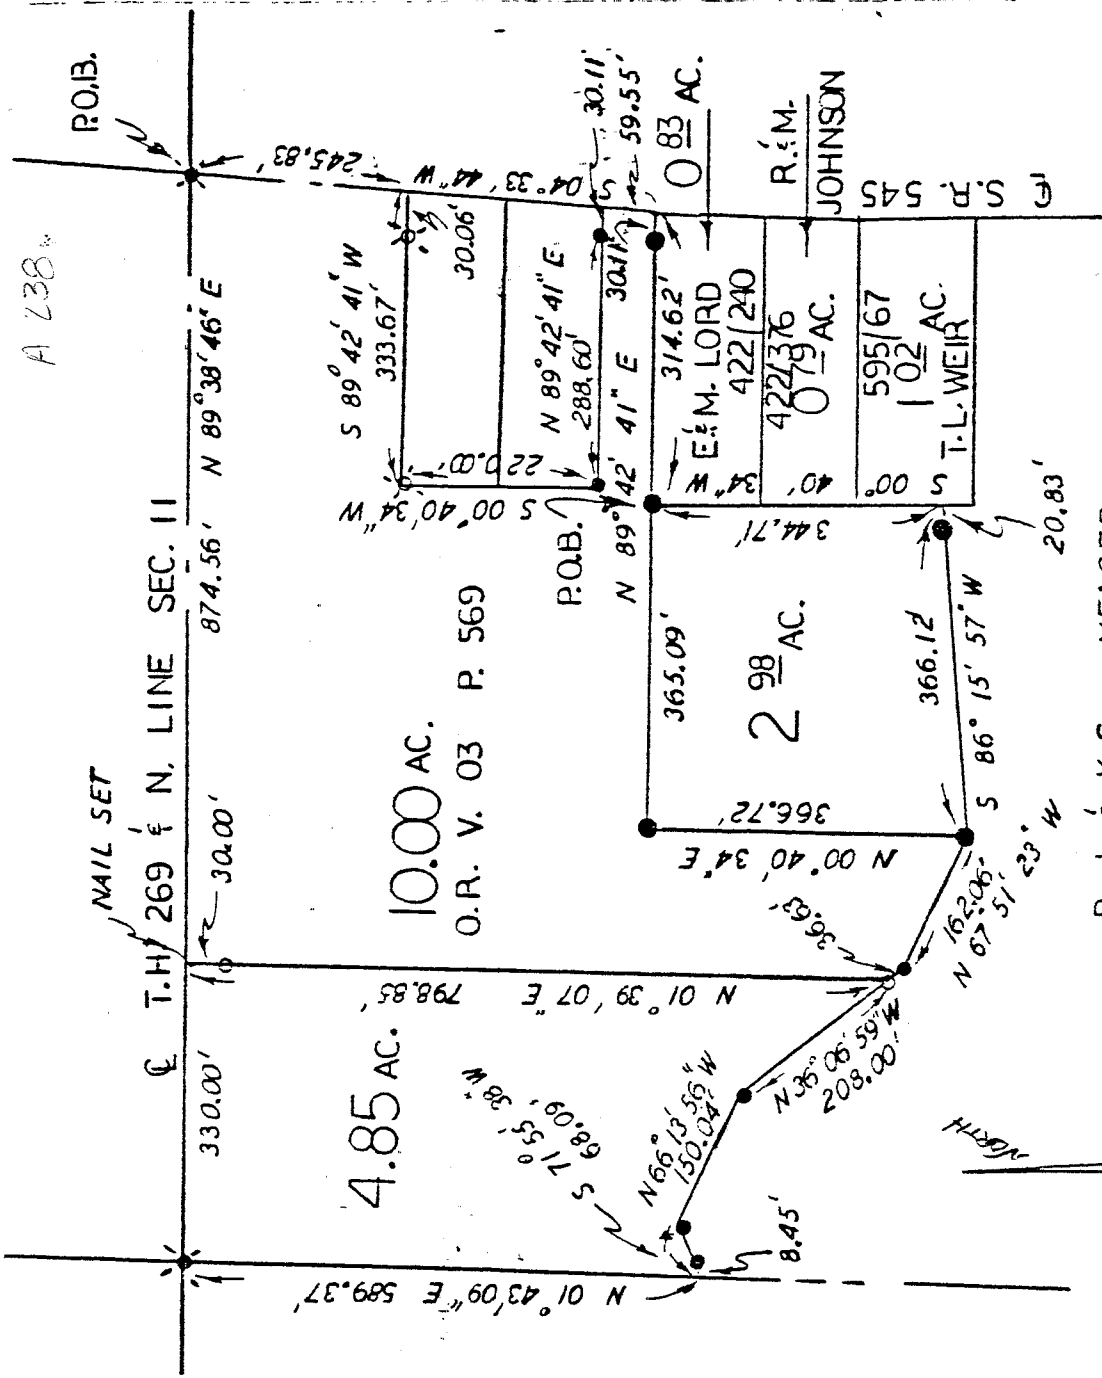 A 238
P.O.B.
NAIL SET
℄ T.H. 269 & N. LINE SEC. 11
N 89° 38' 46" E
330.00'
30.00'
874.56'
245.83'
S 04° 33' 44" W
S 89° 42' 41" W
333.67'
30.06'
220.00'
S 00° 40' 34" W
N 89° 42' 41" E
288.60'
30.11'
30.11'
59.55'
P.O.B.
N 89° 42' 41" E
365.09'
314.62'
0 83 AC.
E. & M. LORD
422/240
R. & M.
JOHNSON
422/376
0 79 AC.
595/67
1 02 AC.
T.L. WEIR
S.R. 545
S 00° 40' 34" W
344.71'
20.83'
10.00 AC.
O.R. V. 03 P. 569
2 98 AC.
366.72'
N 00° 40' 34" E
366.12'
S 86° 15' 57" W
162.06'
N 67° 51' 23" W
36.63'
N 01° 39' 07" E 798.85'
4.85 AC.
N 36° 06' 59" W
208.00'
N 66° 13' 56" W
150.04'
S 71° 55' 38" W
68.09'
8.45'
N 01° 43' 09" E 589.37'
NORTH